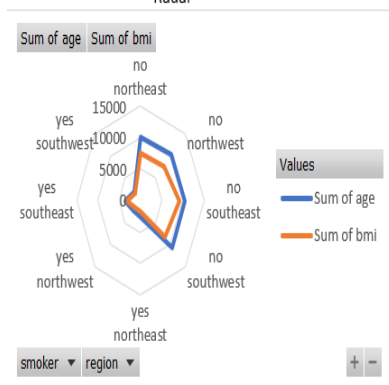 Sum of age Sum of bmi
no
northeast
15000
10000
5000
0
no
northwest
no
southeast
no
southwest
yes
northeast
yes
northwest
yes
southeast
yes
southwest
Values
Sum of age
Sum of bmi
smoker
region
+ −